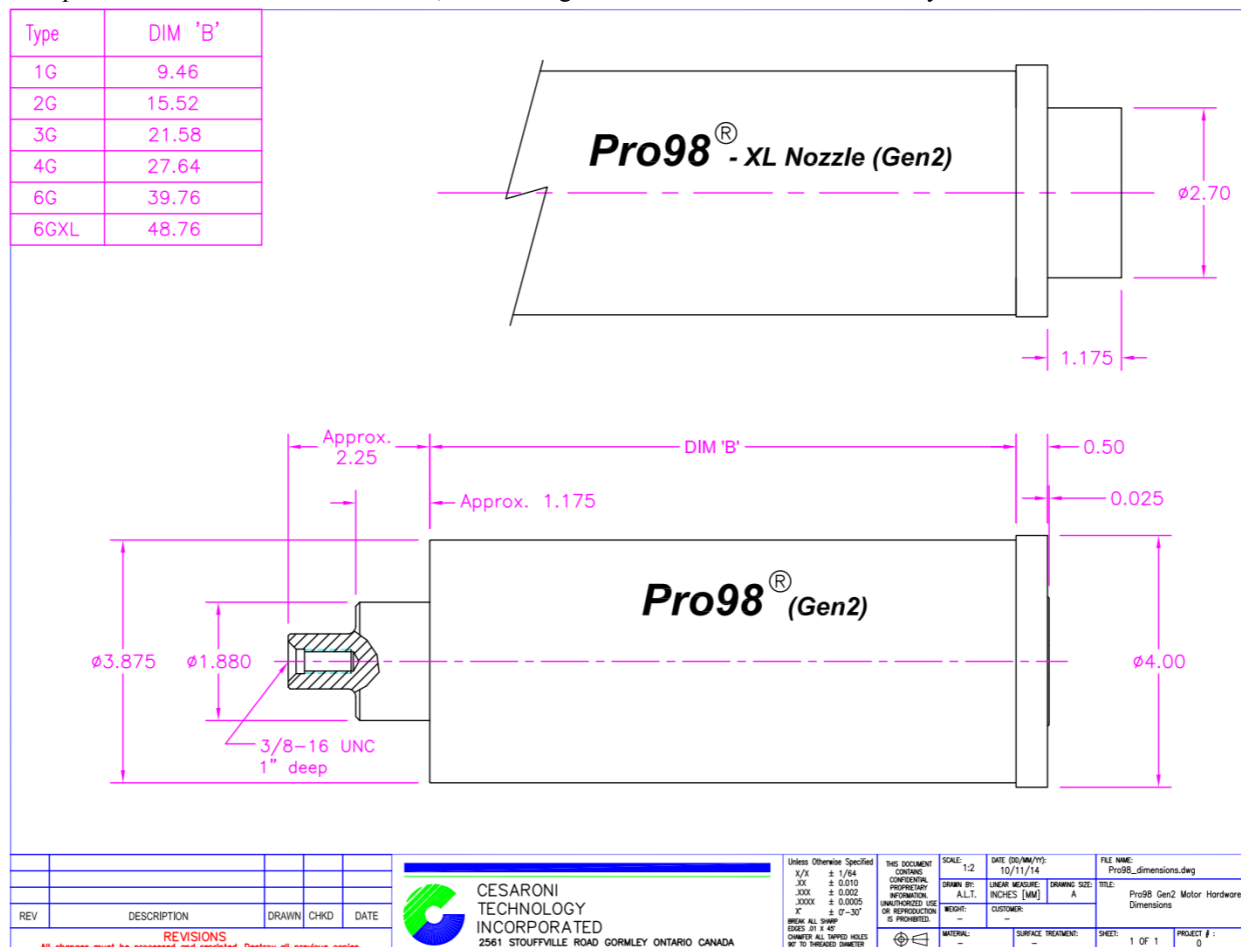 Type DIM 'B'
1G 9.46
2G 15.52
3G 21.58
4G 27.64
6G 39.76
6GXL 48.76
Pro98® - XL Nozzle (Gen2)
ø2.70
1.175
Approx.
2.25
DIM 'B'
0.50
Approx. 1.175
0.025
Pro98® (Gen2)
ø3.875
ø1.880
ø4.00
3/8-16 UNC
1" deep
REV DESCRIPTION DRAWN CHKD DATE
REVISIONS
CESARONI
TECHNOLOGY
INCORPORATED
2561 STOUFFVILLE ROAD GORMLEY ONTARIO CANADA
Unless Otherwise Specified
X/X ± 1/64
.XX ± 0.010
.XXX ± 0.002
.XXXX ± 0.0005
X° ± 0°-30'
BREAK ALL SHARP
EDGES .01 X 45°
CHAMFER ALL TAPPED HOLES
90° TO THREADED DIAMETER
THIS DOCUMENT
CONTAINS
CONFIDENTIAL
PROPRIETARY
INFORMATION.
UNAUTHORIZED USE
OR REPRODUCTION
IS PROHIBITED.
SCALE:
1:2
DATE (DD/MM/YY):
10/11/14
FILE NAME:
Pro98_dimensions.dwg
DRAWN BY:
A.L.T.
LINEAR MEASURE:
INCHES [MM]
DRAWING SIZE:
A
TITLE:
Pro98 Gen2 Motor Hardware
Dimensions
WEIGHT:
–
CUSTOMER:
–
MATERIAL:
–
SURFACE TREATMENT:
–
SHEET:
1 OF 1
PROJECT # :
0